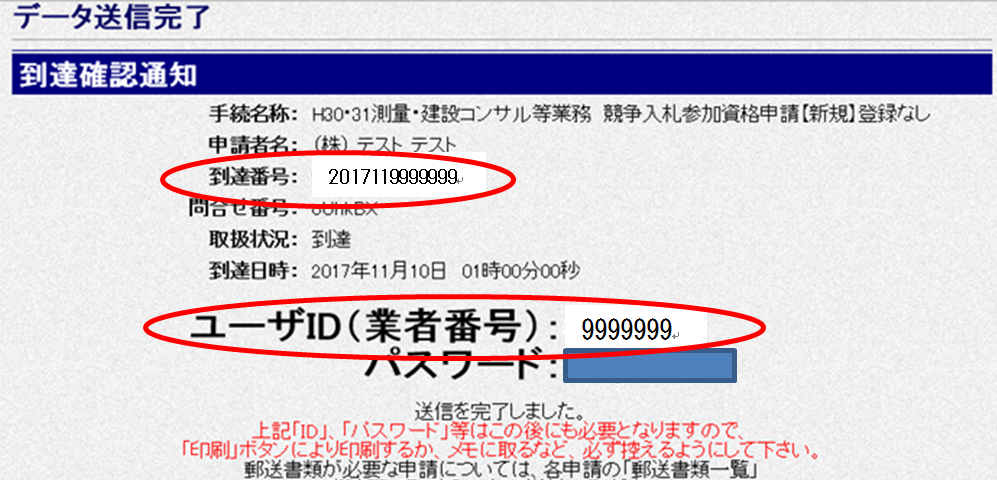 データ送信完了
到達確認通知
手続名称： H30・31測量・建設コンサル等業務 競争入札参加資格申請【新規】登録なし
申請者名： （株） テスト テスト
到達番号： 2017119999999
問合せ番号：
取扱状況： 到達
到達日時： 2017年11月10日 01時00分00秒
ユーザID（業者番号）： 9999999
パスワード：
送信を完了しました。
上記「ID」、「パスワード」等はこの後にも必要となりますので、
「印刷」ボタンにより印刷するか、メモに取るなど、必ず控えるようにして下さい。
郵送書類が必要な申請については、各申請の「郵送書類一覧」